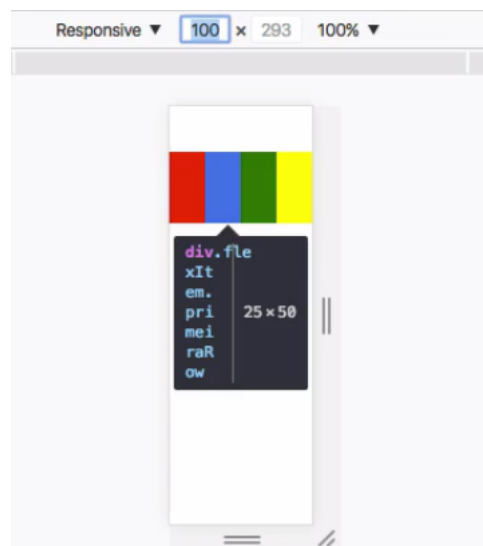 Responsive ▼ 100 × 293 100% ▼
div.fle
xIt
em.
pri 25×50
mei
raR
ow